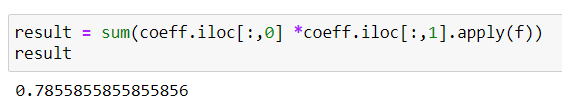 result = sum(coeff.iloc[:,0] *coeff.iloc[:,1].apply(f))
result
0.7855855855855856